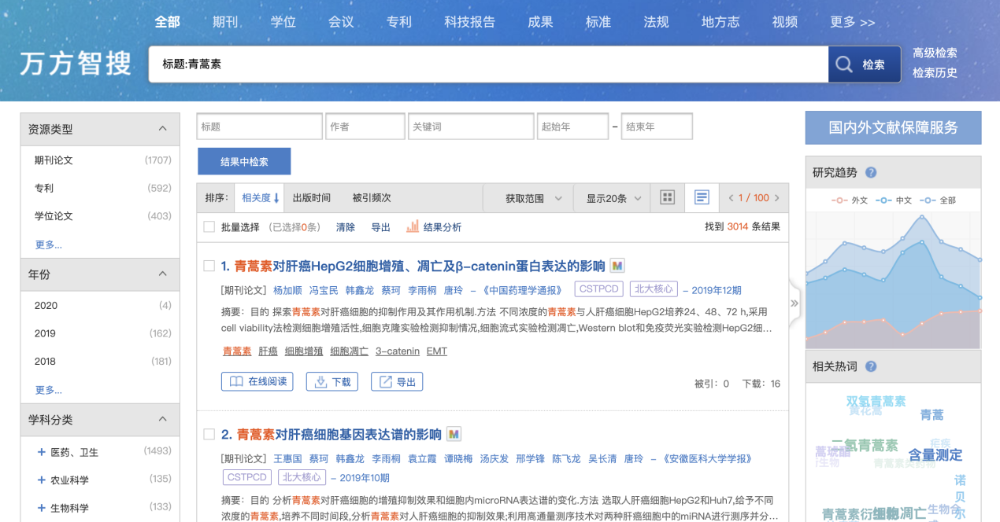 全部 期刊 学位 会议 专利 科技报告 成果 标准 法规 地方志 视频 更多 >>
万方智搜
标题:青蒿素
检索
高级检索
检索历史
资源类型
期刊论文 (1707)
专利 (592)
学位论文 (403)
更多...
年份
2020 (4)
2019 (162)
2018 (181)
更多...
学科分类
+ 医药、卫生 (1493)
+ 农业科学 (135)
+ 生物科学 (133)
标题 作者 关键词 起始年 – 结束年
结果中检索
排序: 相关度 出版时间 被引频次 获取范围 显示20条 < 1 / 100 >
批量选择 (已选择0条) 清除 导出 结果分析 找到 3014 条结果
1. 青蒿素对肝癌HepG2细胞增殖、凋亡及β-catenin蛋白表达的影响 M
[期刊论文] 杨加顺 冯宝民 韩鑫龙 蔡珂 李雨桐 唐玲 - 《中国药理学通报》 CSTPCD 北大核心 - 2019年12期
摘要：目的 探索青蒿素对肝癌细胞的抑制作用及其作用机制.方法 不同浓度的青蒿素与人肝癌细胞HepG2培养24、48、72 h,采用
cell viability法检测细胞增殖活性,细胞克隆实验检测抑制情况,细胞流式实验检测凋亡,Western blot和免疫荧光实验检测HepG2细...
青蒿素 肝癌 细胞增殖 细胞凋亡 3-catenin EMT
在线阅读 下载 导出
被引：0 下载：16
2. 青蒿素对肝癌细胞基因表达谱的影响 M
[期刊论文] 王惠国 蔡珂 韩鑫龙 李雨桐 袁立霞 谭晓梅 汤庆发 邢学锋 陈飞龙 吴长清 唐玲 - 《安徽医科大学学报》
CSTPCD 北大核心 - 2019年10期
摘要：目的 分析青蒿素对肝癌细胞的增殖抑制效果和细胞内microRNA表达谱的变化.方法 选取人肝癌细胞HepG2和Huh7,给予不同
浓度的青蒿素,培养不同时间段,分析青蒿素对人肝癌细胞的抑制效果;利用高通量测序技术对两种肝癌细胞中的miRNA进行测序并分...
»
国内外文献保障服务
研究趋势 ?
外文 中文 全部
相关热词 ?
双氢青蒿素
黄花蒿
青蒿
二氢青蒿素
疟疾
蒿琥酯
含量测定
衍生物
青蒿素类药物
诺
贝
尔
青蒿素衍生物
细胞凋亡
生物合
成